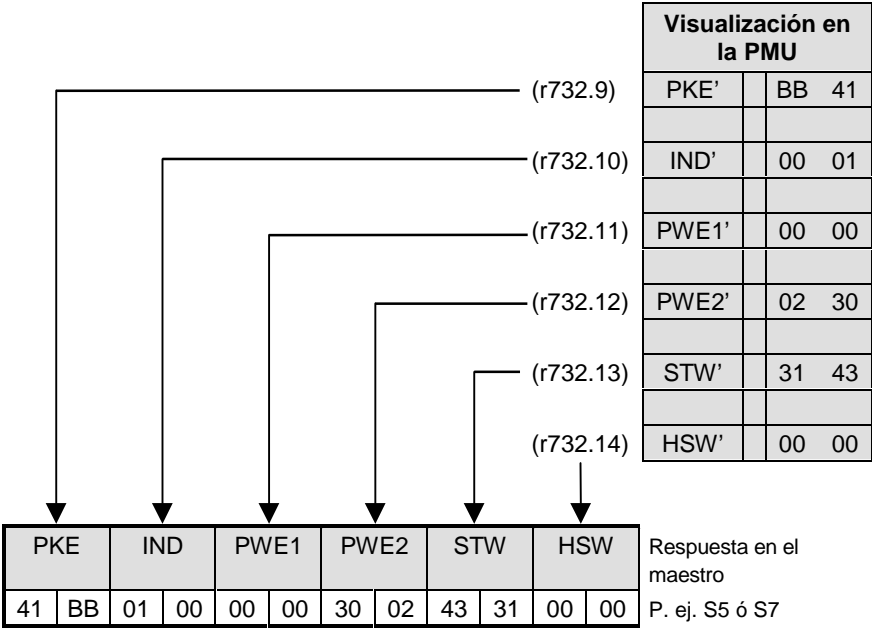 Visualización en
la PMU
(r732.9) PKE' BB 41
(r732.10) IND' 00 01
(r732.11) PWE1' 00 00
(r732.12) PWE2' 02 30
(r732.13) STW' 31 43
(r732.14) HSW' 00 00
PKE IND PWE1 PWE2 STW HSW Respuesta en el
maestro
41 BB 01 00 00 00 30 02 43 31 00 00 P. ej. S5 ó S7